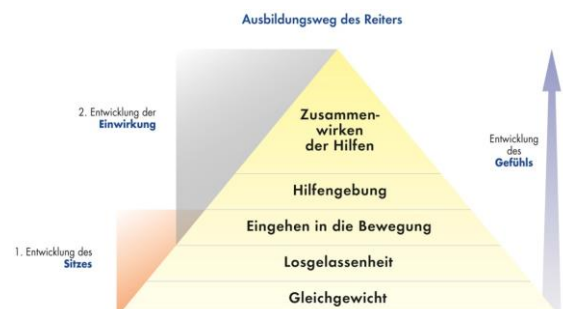 Ausbildungsweg des Reiters
2. Entwicklung der
Einwirkung
Zusammen-
wirken
der Hilfen
Entwicklung
des
Gefühls
Hilfengebung
Eingehen in die Bewegung
1. Entwicklung des
Sitzes
Losgelassenheit
Gleichgewicht